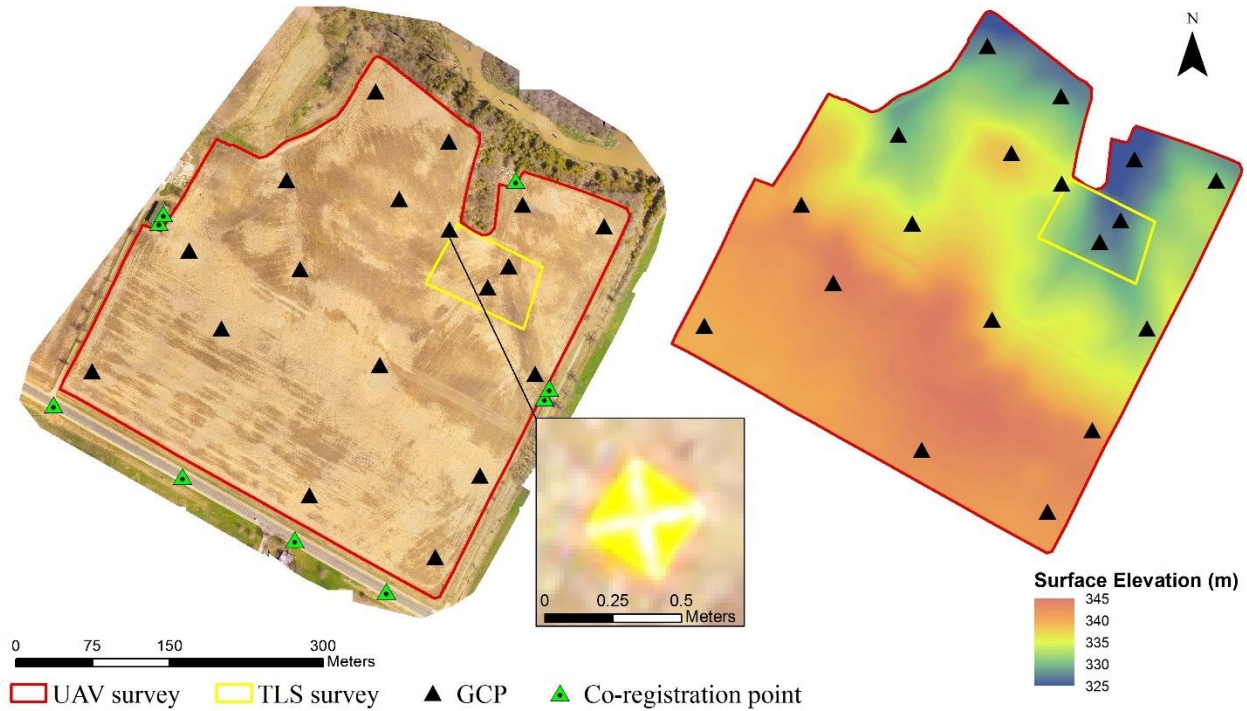 N
0 0.25 0.5
Meters
Surface Elevation (m)
345
340
335
330
325
0 75 150 300
Meters
UAV survey TLS survey GCP Co-registration point